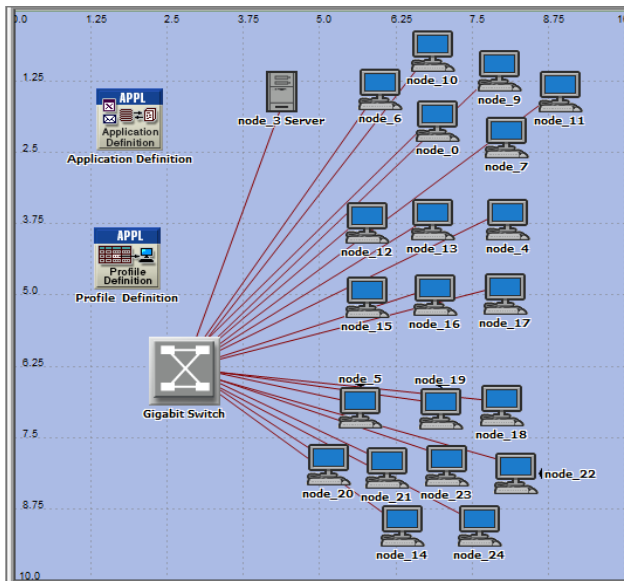 0.0 1.25 2.5 3.75 5.0 6.25 7.5 8.75
1.25
2.5
3.75
5.0
6.25
7.5
8.75
10.0
APPL
Application
Definition
Application Definition
APPL
Profile
Definition
Profile Definition
Gigabit Switch
node_3 Server
node_10
node_6
node_9
node_11
node_0
node_7
node_12
node_13
node_4
node_15
node_16
node_17
node_5
node_19
node_18
node_20
node_21
node_23
node_22
node_14
node_24